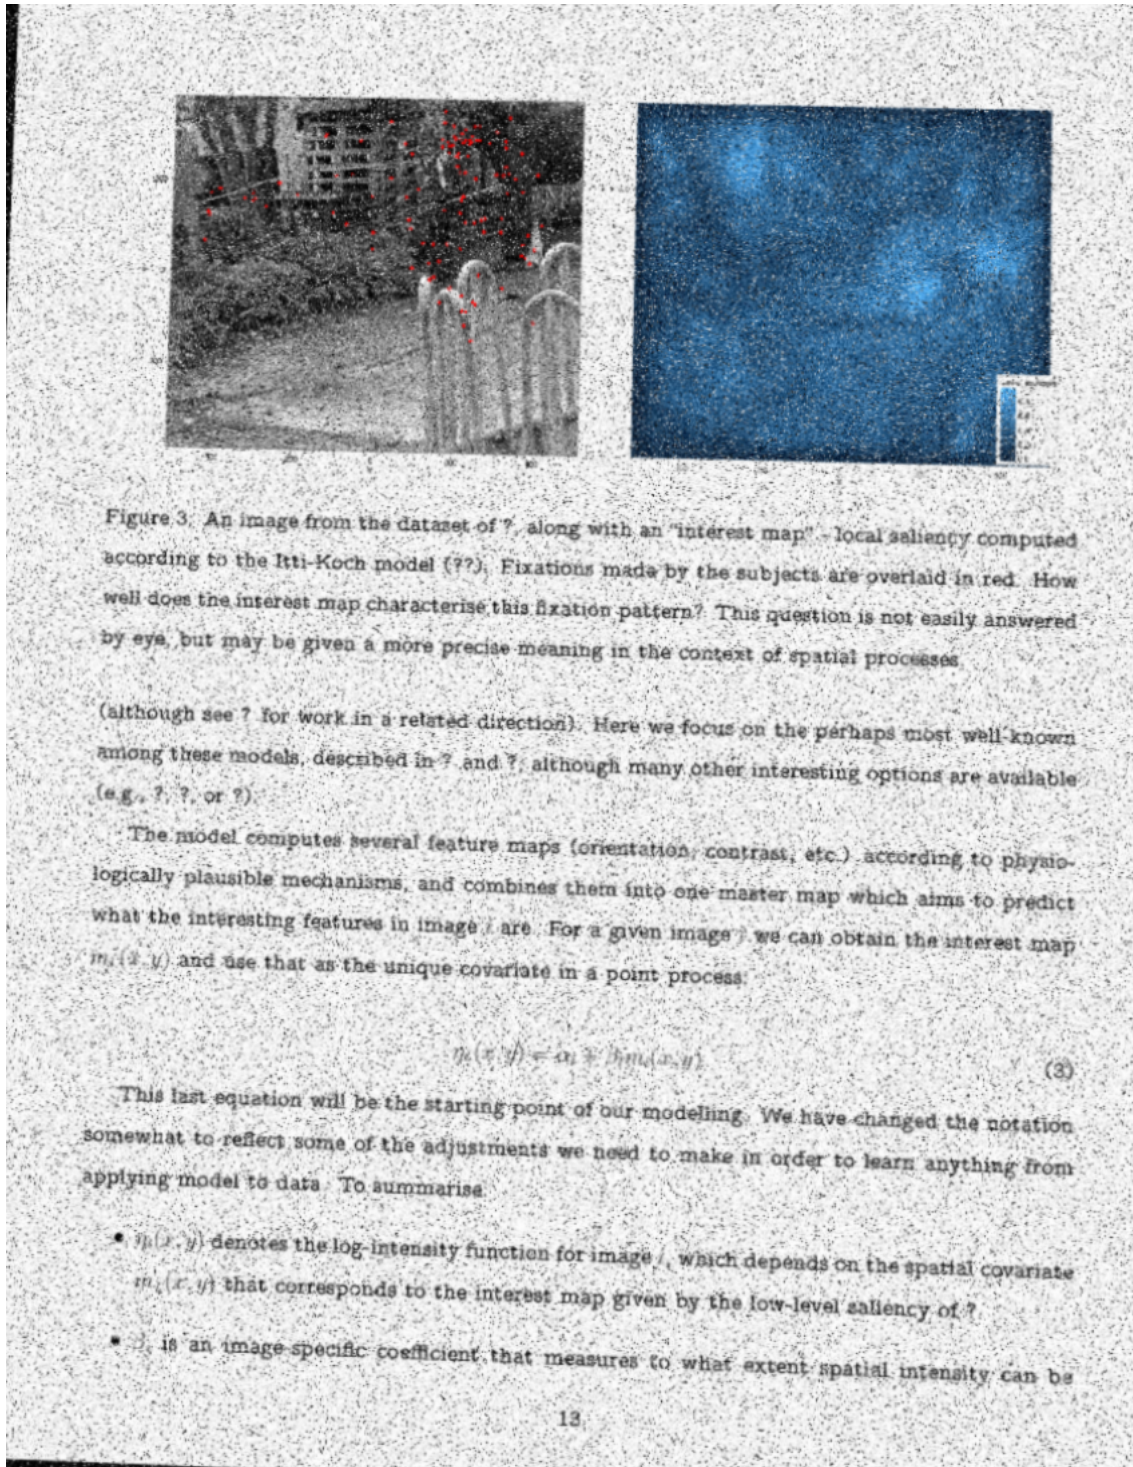 Figure 3: An image from the dataset of ?, along with an "interest map" - local saliency computed
according to the Itti-Koch model (??). Fixations made by the subjects are overlaid in red. How
well does the interest map characterise this fixation pattern? This question is not easily answered
by eye, but may be given a more precise meaning in the context of spatial processes.
(although see ? for work in a related direction). Here we focus on the perhaps most well-known
among these models, described in ? and ?, although many other interesting options are available
(e.g., ?, ?, or ?).
The model computes several feature maps (orientation, contrast, etc.) according to physio-
logically plausible mechanisms, and combines them into one master map which aims to predict
what the interesting features in image i are. For a given image i we can obtain the interest map
m_i(x, y) and use that as the unique covariate in a point process:
η_i(x, y) = α_i + β_i m_i(x, y) (3)
This last equation will be the starting point of our modelling. We have changed the notation
somewhat to reflect some of the adjustments we need to make in order to learn anything from
applying model to data. To summarise:
• η_i(x, y) denotes the log-intensity function for image i, which depends on the spatial covariate
m_i(x, y) that corresponds to the interest map given by the low-level saliency of ?.
• β_i is an image-specific coefficient that measures to what extent spatial intensity can be
13